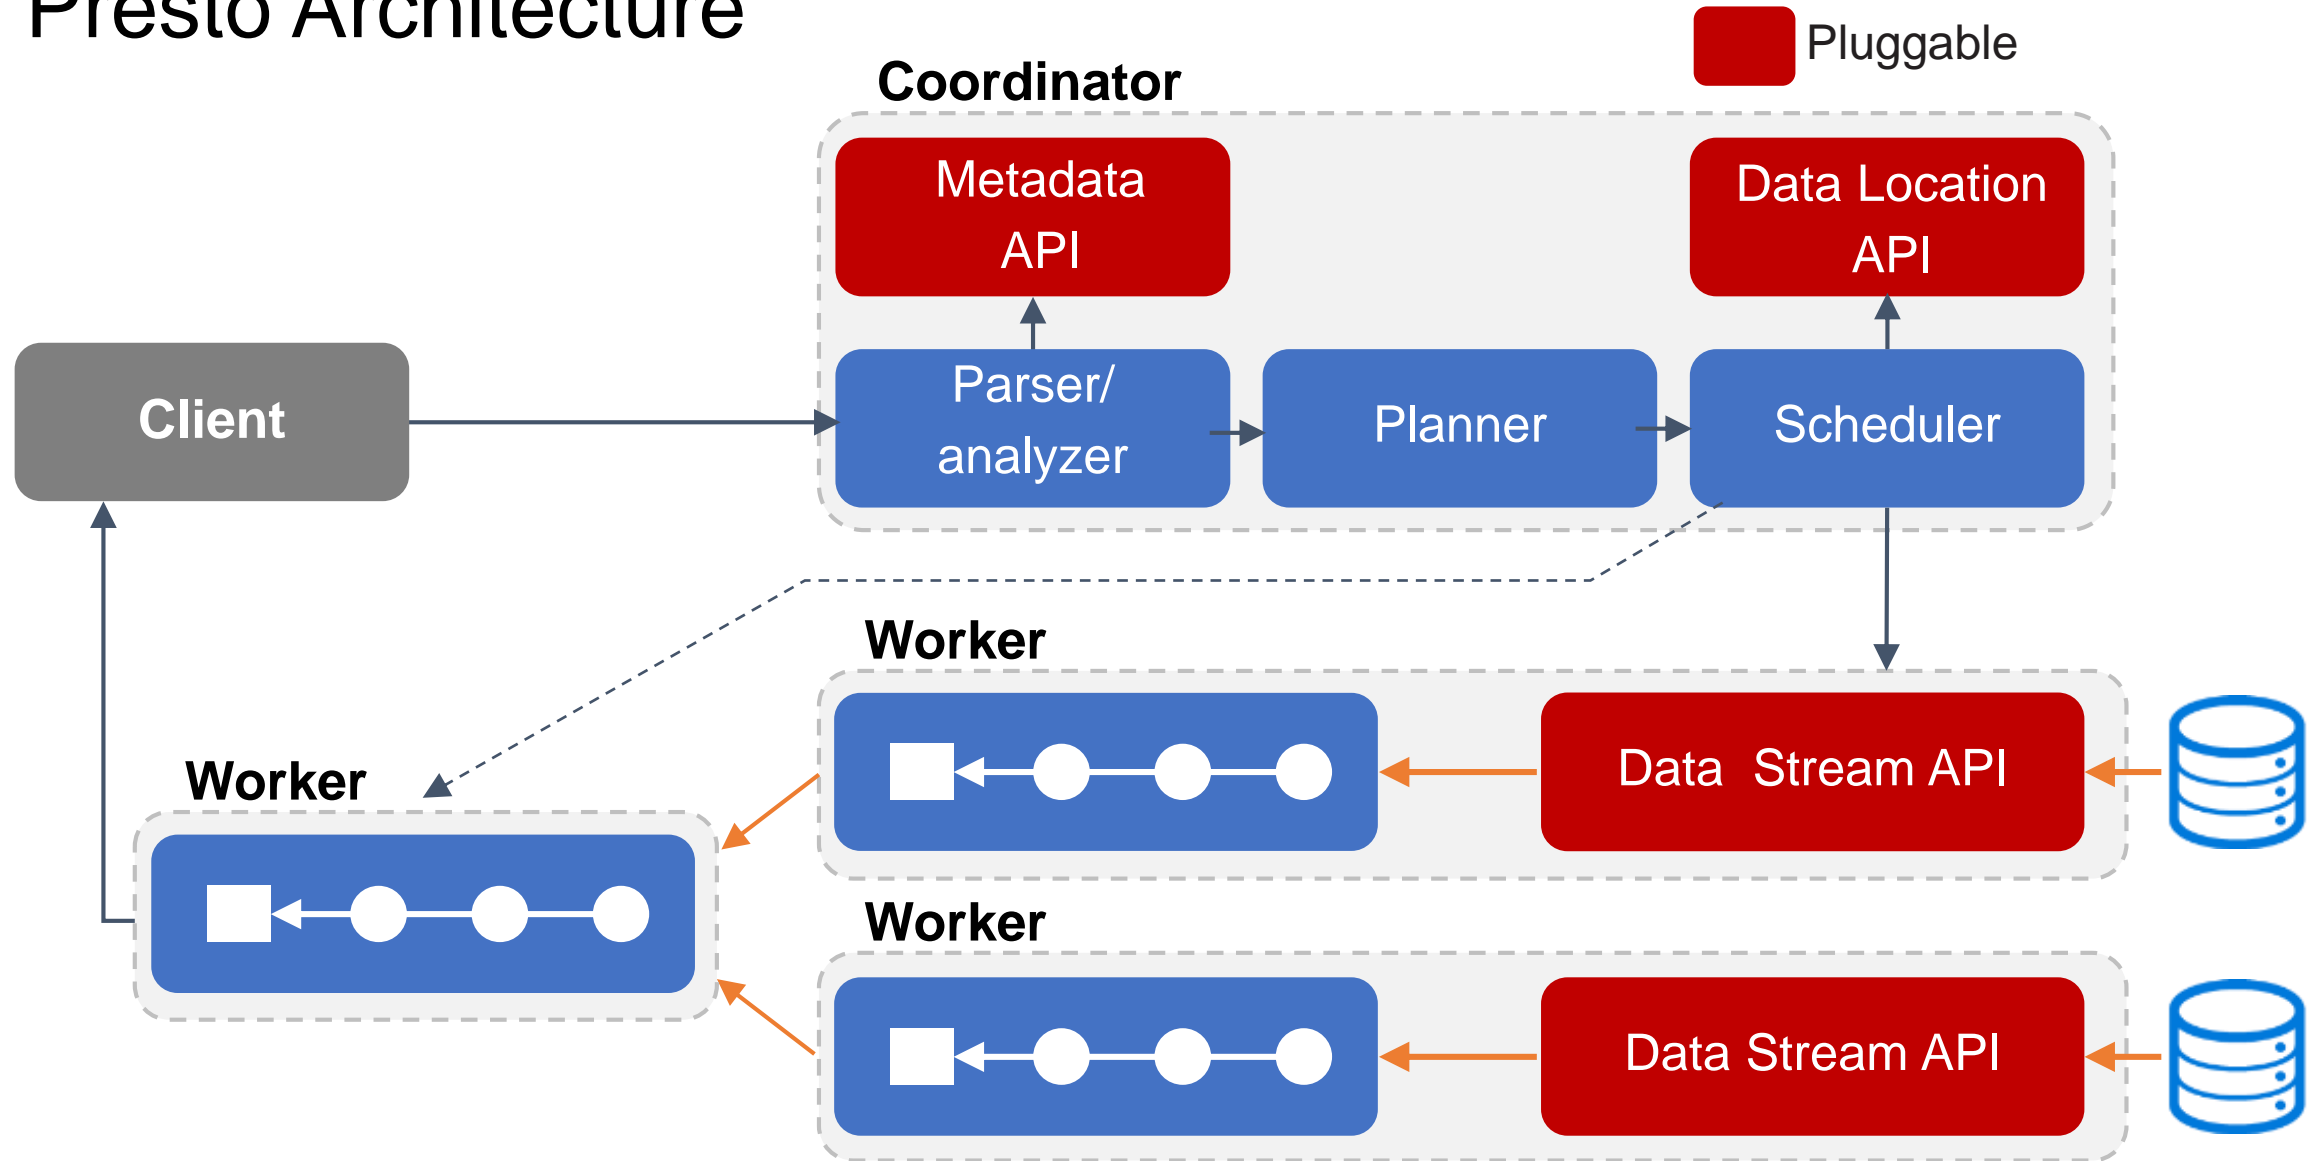 Presto Architecture
Pluggable
Coordinator
Metadata
API
Data Location
API
Client
Parser/
analyzer
Planner
Scheduler
Worker
Data Stream API
Worker
Worker
Data Stream API